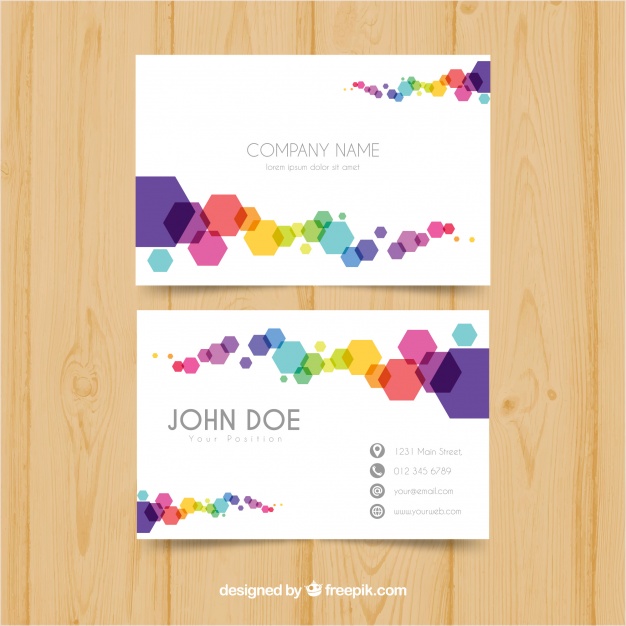 COMPANY NAME
lorem ipsum dolor sit amet
JOHN DOE
Your Position
1231 Main Street,
012 345 6789
your@email.com
www.yourweb.com
designed by freepik.com